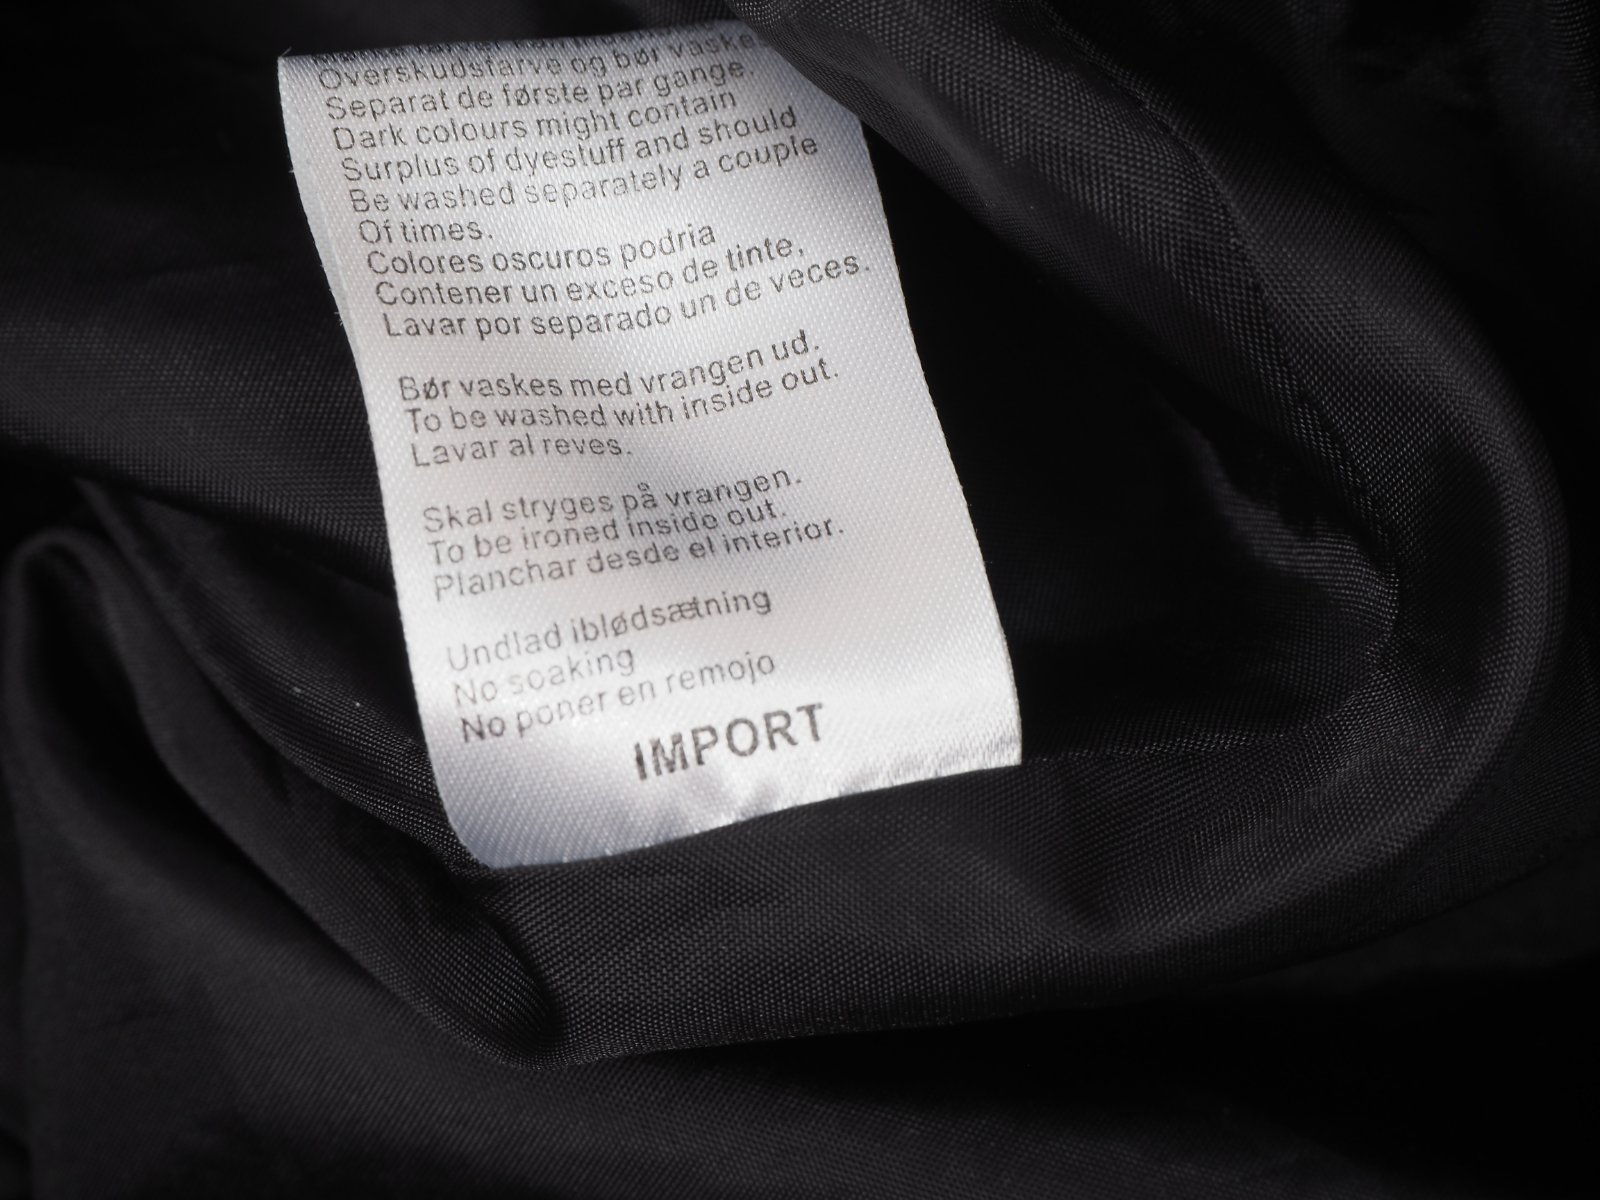 Overskudsfarve og bør vaskes
Separat de første par gange.
Dark colours might contain
Surplus of dyestuff and should
Be washed separately a couple
Of times.
Colores oscuros podria
Contener un exceso de tinte,
Lavar por separado un de veces.
Bør vaskes med vrangen ud.
To be washed with inside out.
Lavar al reves.
Skal stryges på vrangen.
To be ironed inside out.
Planchar desde el interior.
Undlad iblødsætning
No soaking
No poner en remojo
IMPORT